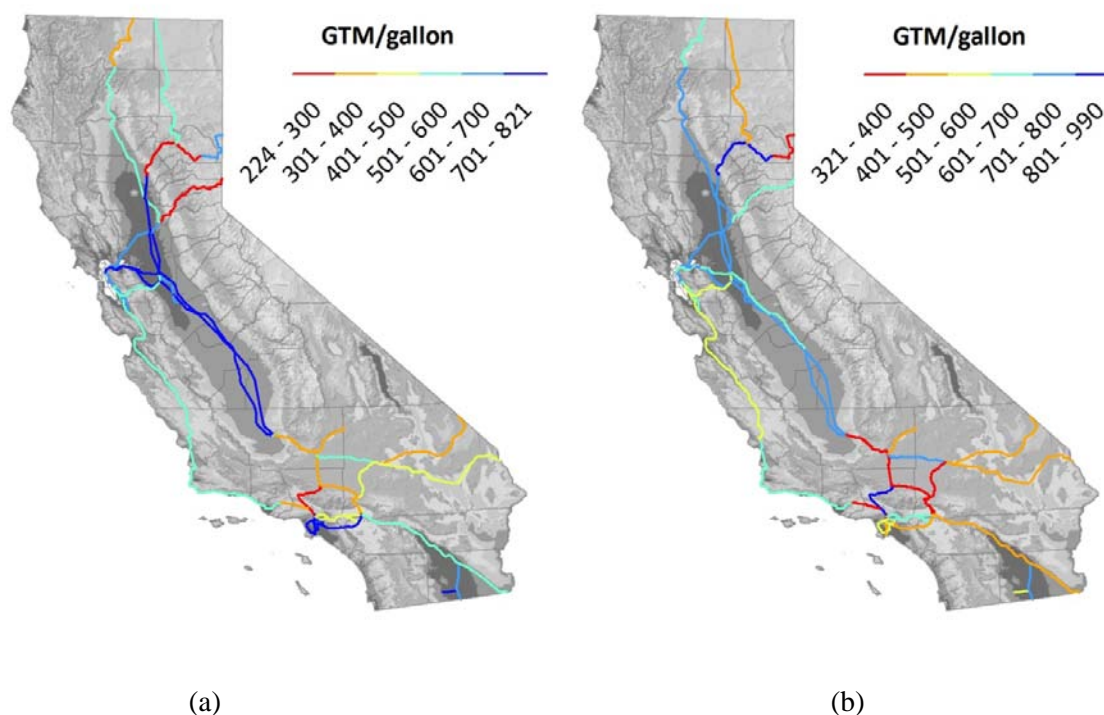 GTM/gallon
224 - 300
301 - 400
401 - 500
501 - 600
601 - 700
701 - 821
GTM/gallon
321 - 400
401 - 500
501 - 600
601 - 700
701 - 800
801 - 990
(a)
(b)